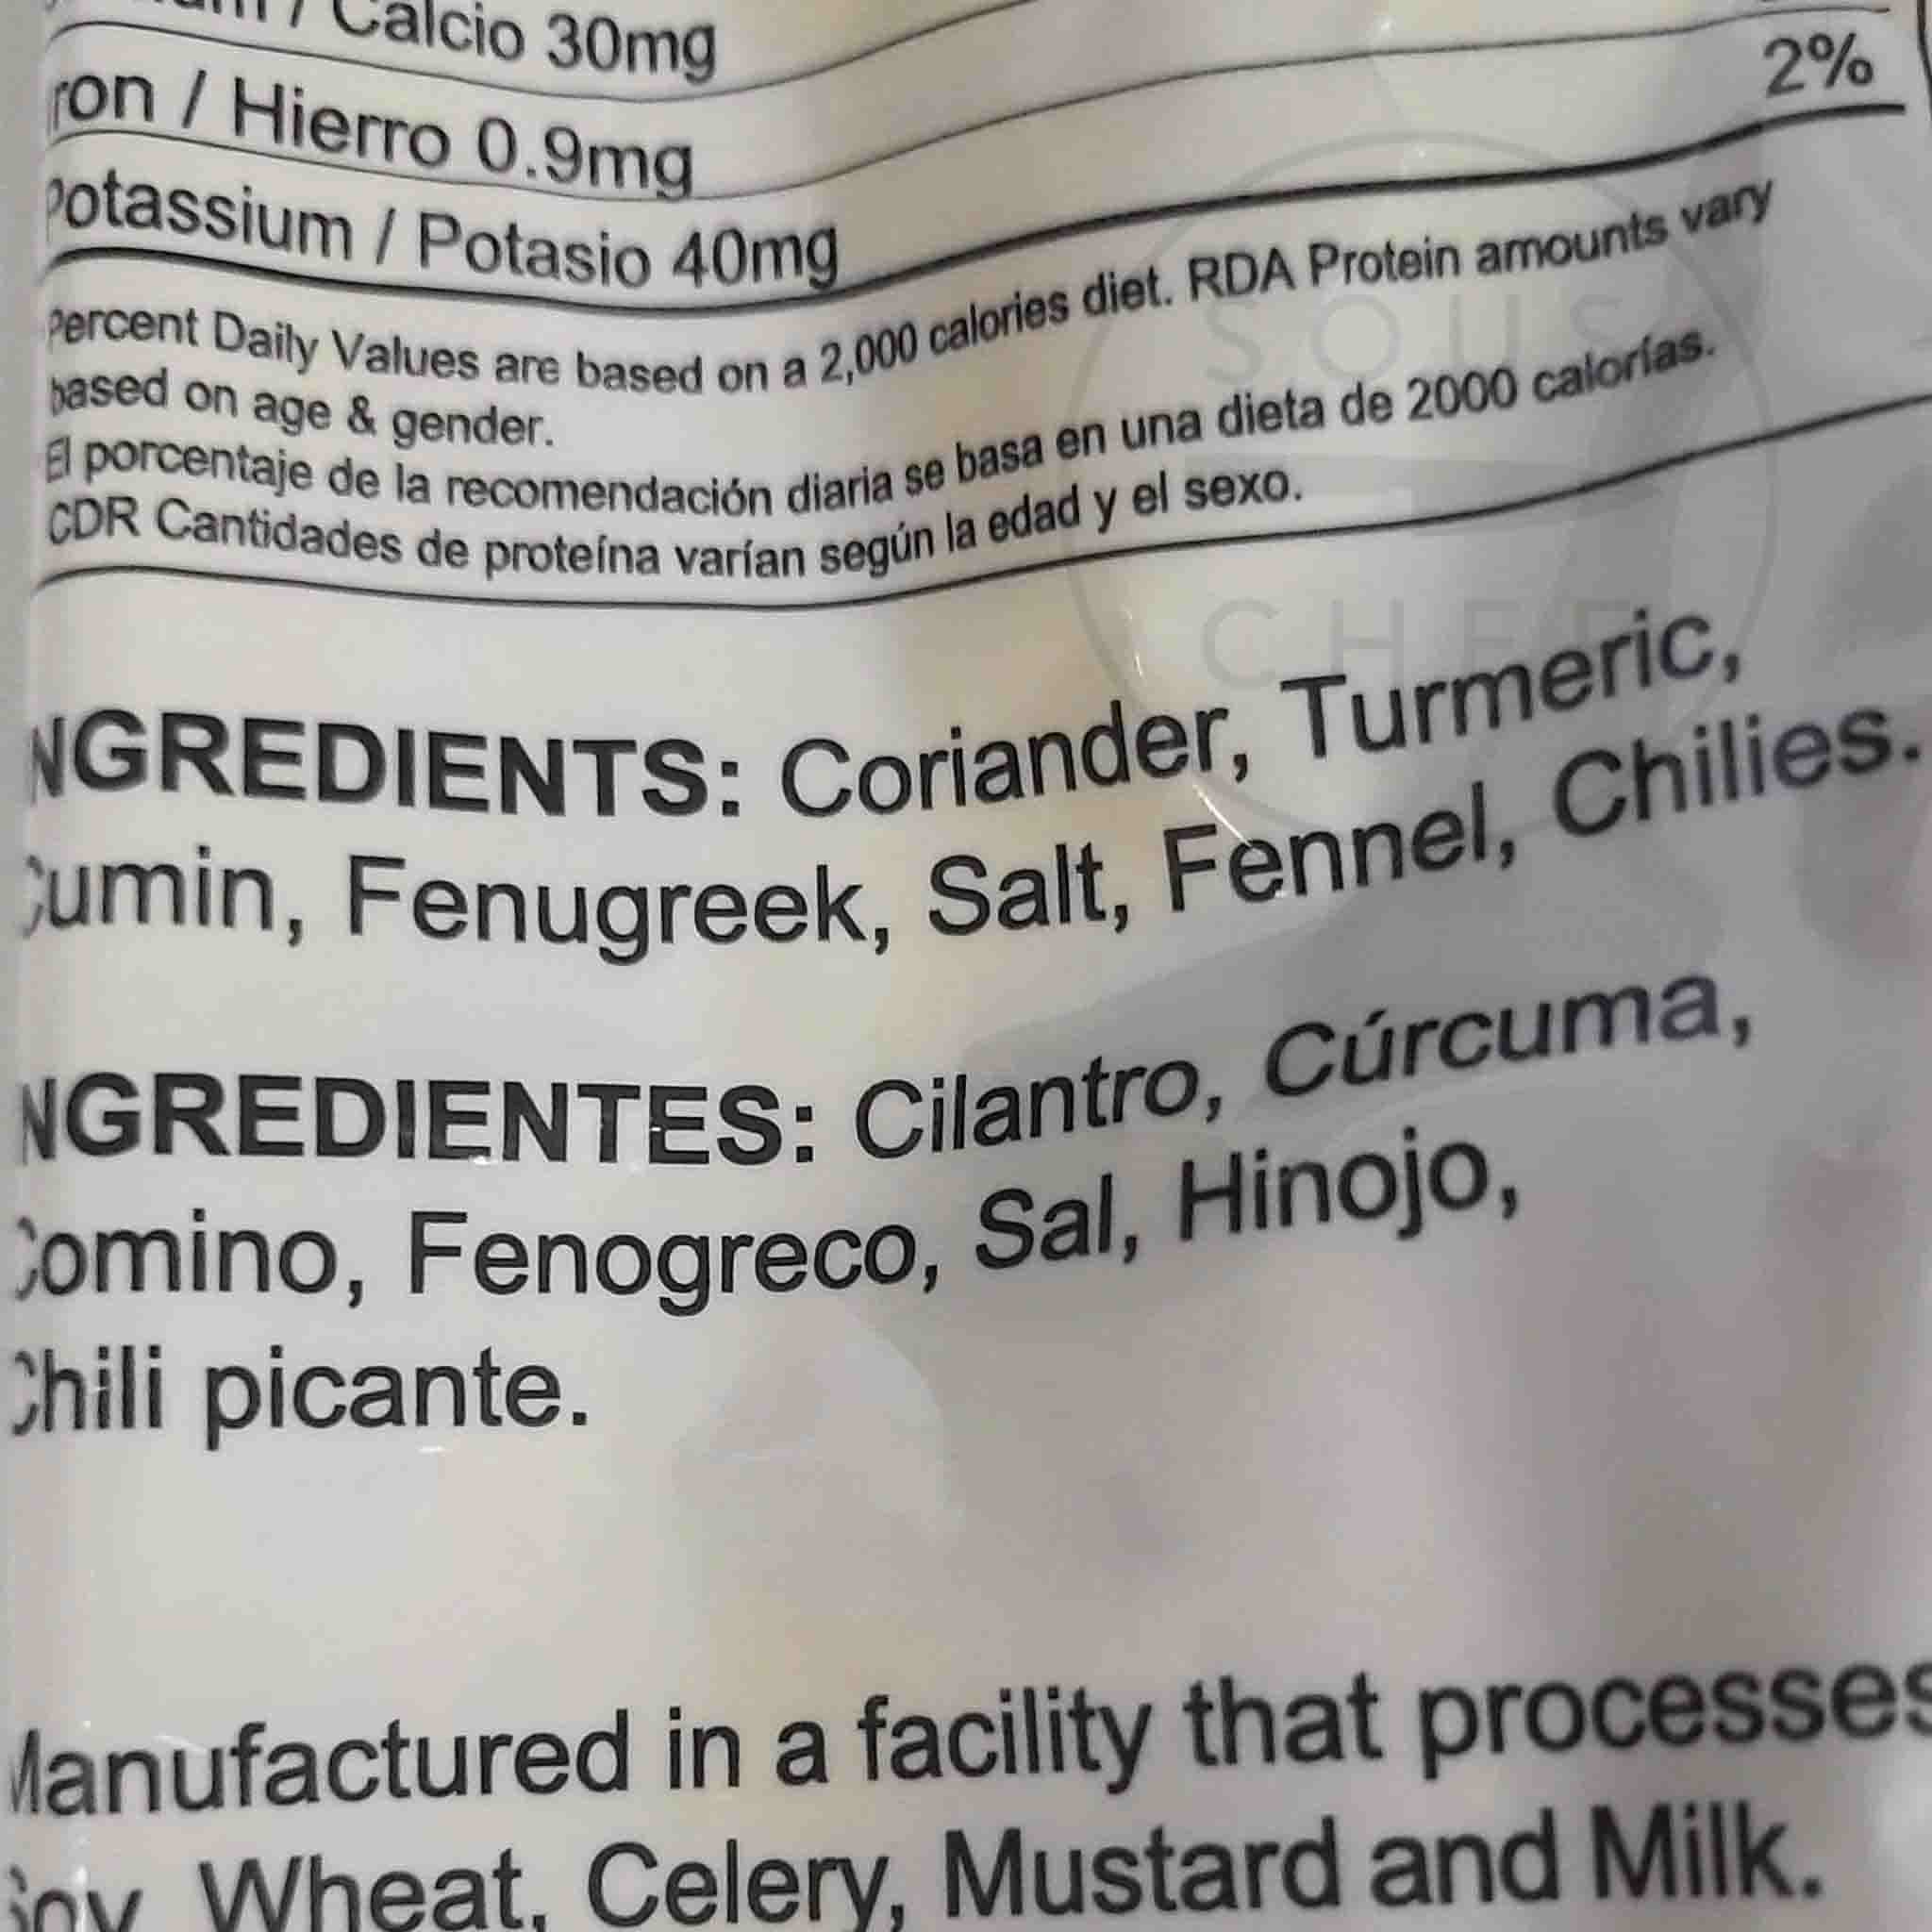 / Calcio 30mg
ron / Hierro 0.9mg
2%
Potassium / Potasio 40mg
Percent Daily Values are based on a 2,000 calories diet. RDA Protein amounts vary
based on age & gender.
El porcentaje de la recomendación diaria se basa en una dieta de 2000 calorías.
CDR Cantidades de proteína varían según la edad y el sexo.
SOUS
CHEF
NGREDIENTS: Coriander, Turmeric,
Cumin, Fenugreek, Salt, Fennel, Chilies.
NGREDIENTES: Cilantro, Cúrcuma,
Comino, Fenogreco, Sal, Hinojo,
Chili picante.
Manufactured in a facility that processes
Soy, Wheat, Celery, Mustard and Milk.